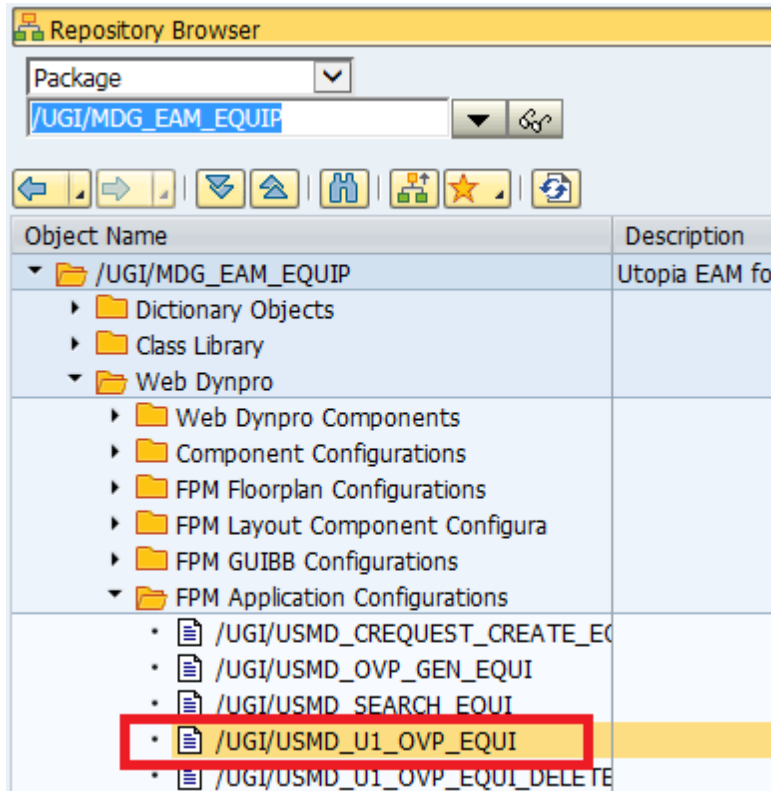 Repository Browser
Package
/UGI/MDG_EAM_EQUIP
Object Name Description
/UGI/MDG_EAM_EQUIP Utopia EAM fo
Dictionary Objects
Class Library
Web Dynpro
Web Dynpro Components
Component Configurations
FPM Floorplan Configurations
FPM Layout Component Configura
FPM GUIBB Configurations
FPM Application Configurations
/UGI/USMD_CREQUEST_CREATE_EQ
/UGI/USMD_OVP_GEN_EQUI
/UGI/USMD_SEARCH_EQUI
/UGI/USMD_U1_OVP_EQUI
/UGI/USMD_U1_OVP_EQUI_DELETE